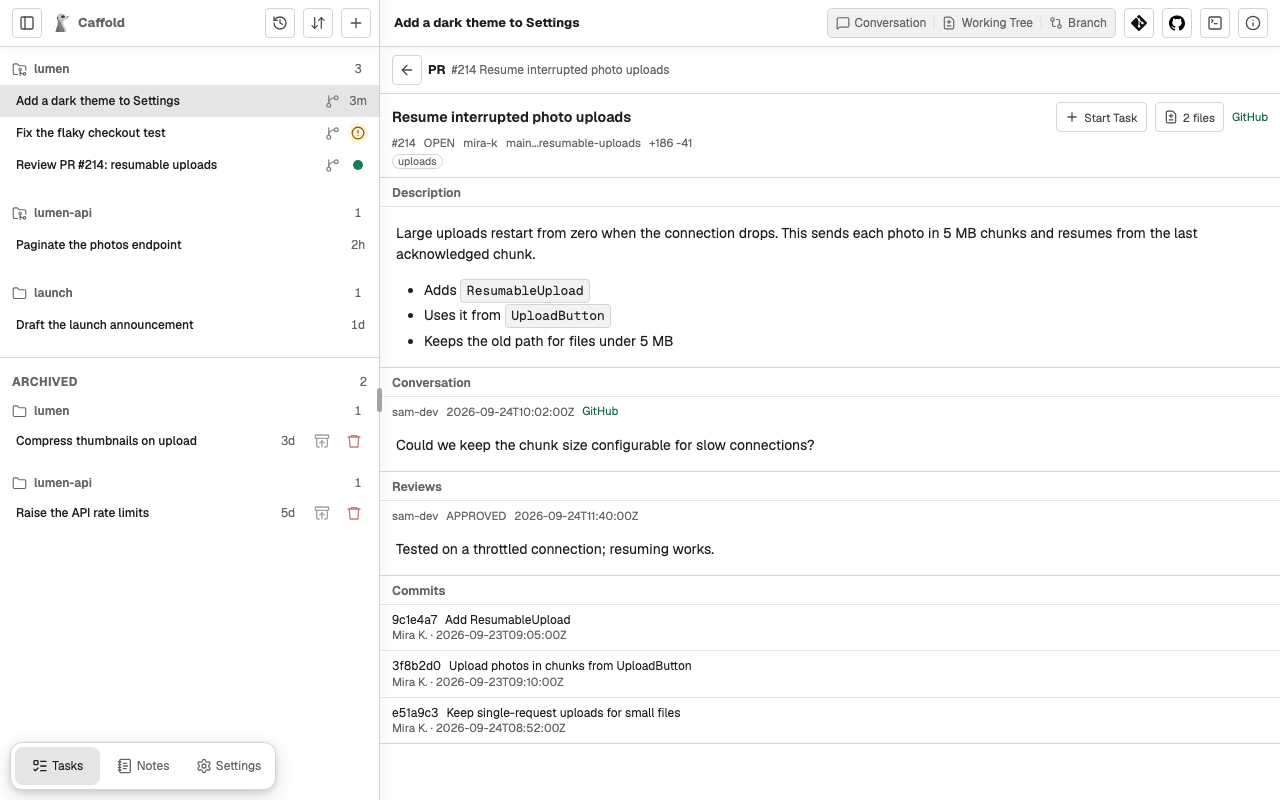 Caffold
lumen 3
Add a dark theme to Settings 3m
Fix the flaky checkout test
Review PR #214: resumable uploads
lumen-api 1
Paginate the photos endpoint 2h
launch 1
Draft the launch announcement 1d
ARCHIVED 2
lumen 1
Compress thumbnails on upload 3d
lumen-api 1
Raise the API rate limits 5d
Tasks Notes Settings
Add a dark theme to Settings Conversation Working Tree Branch
PR #214 Resume interrupted photo uploads
Resume interrupted photo uploads Start Task 2 files GitHub
#214 OPEN mira-k main…resumable-uploads +186 -41
uploads
Description
Large uploads restart from zero when the connection drops. This sends each photo in 5 MB chunks and resumes from the last
acknowledged chunk.
• Adds ResumableUpload
• Uses it from UploadButton
• Keeps the old path for files under 5 MB
Conversation
sam-dev 2026-09-24T10:02:00Z GitHub
Could we keep the chunk size configurable for slow connections?
Reviews
sam-dev APPROVED 2026-09-24T11:40:00Z
Tested on a throttled connection; resuming works.
Commits
9c1e4a7 Add ResumableUpload
Mira K. · 2026-09-23T09:05:00Z
3f8b2d0 Upload photos in chunks from UploadButton
Mira K. · 2026-09-23T09:10:00Z
e51a9c3 Keep single-request uploads for small files
Mira K. · 2026-09-24T08:52:00Z